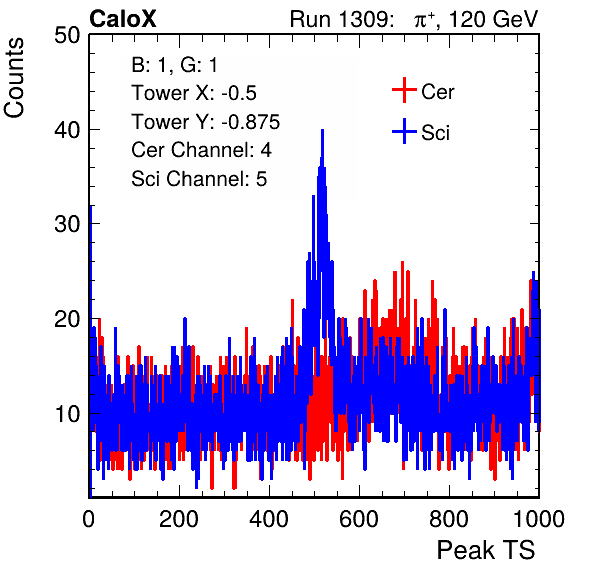 CaloX Run 1309: π⁺, 120 GeV
Counts
50
40
30
20
10
B: 1, G: 1
Tower X: -0.5
Tower Y: -0.875
Cer Channel: 4
Sci Channel: 5
Cer
Sci
0 200 400 600 800 1000
Peak TS